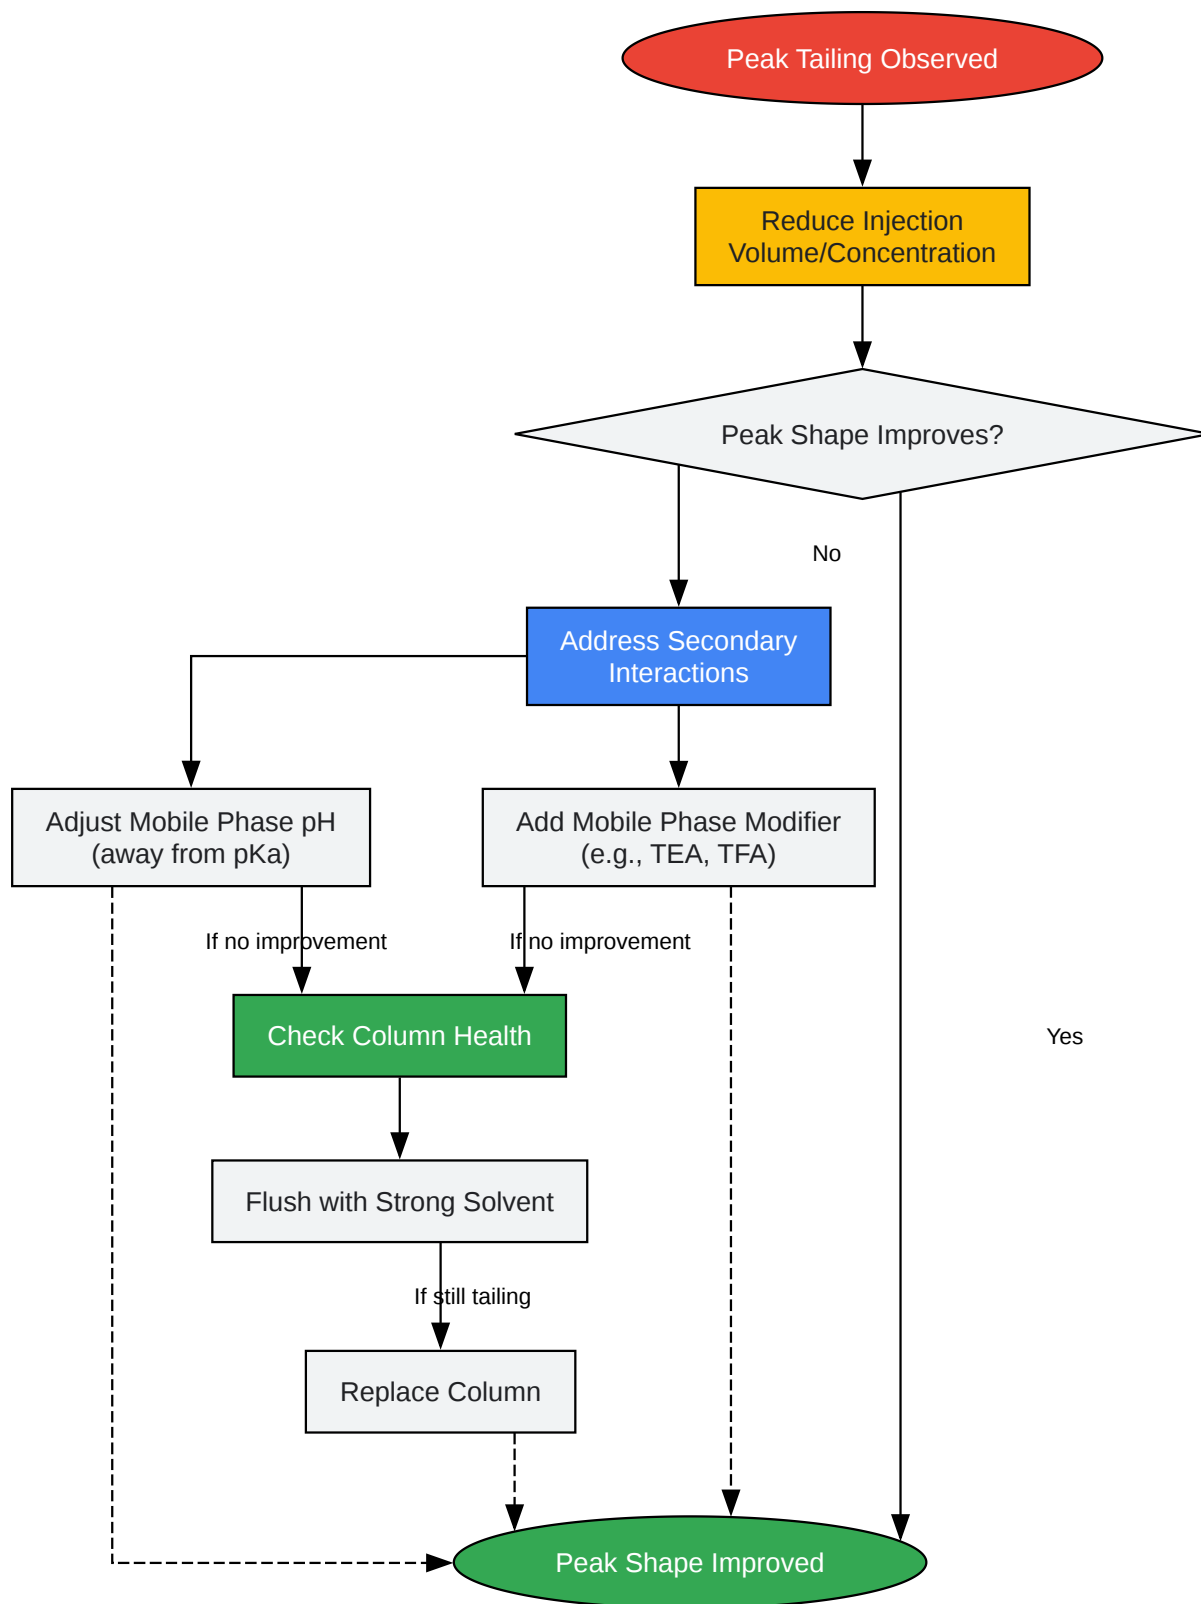 Peak Tailing Observed
Reduce Injection
Volume/Concentration
Peak Shape Improves?
No
Address Secondary
Interactions
Adjust Mobile Phase pH
(away from pKa)
Add Mobile Phase Modifier
(e.g., TEA, TFA)
If no improvement
If no improvement
Check Column Health
Yes
Flush with Strong Solvent
If still tailing
Replace Column
Peak Shape Improved